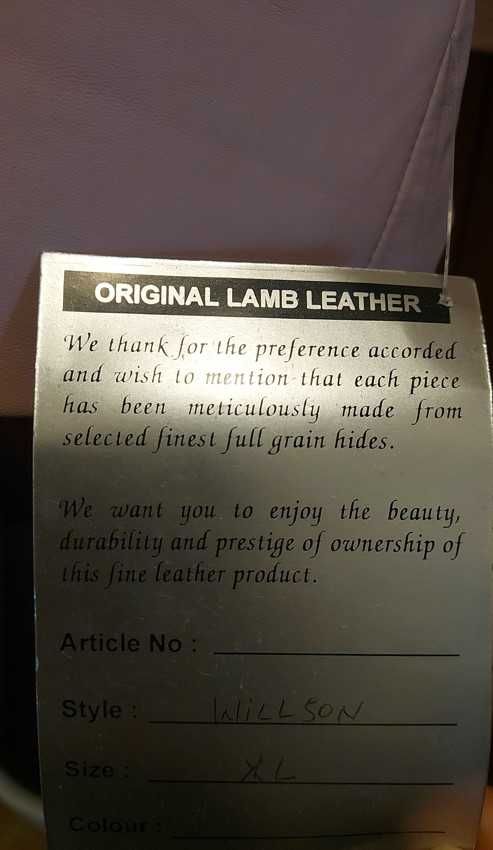 ORIGINAL LAMB LEATHER
We thank for the preference accorded
and wish to mention that each piece
has been meticulously made from
selected finest full grain hides.
We want you to enjoy the beauty,
durability and prestige of ownership of
this fine leather product.
Article No :
Style : WILLSON
Size : XL
Colour :